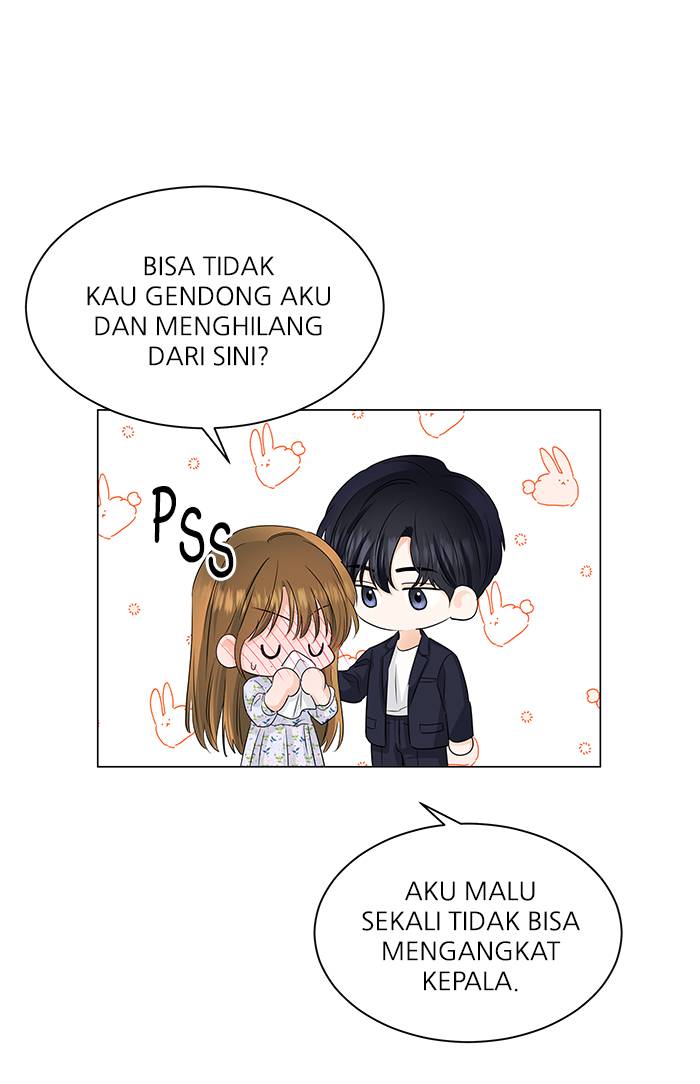 BISA TIDAK
KAU GENDONG AKU
DAN MENGHILANG
DARI SINI?
PSS
AKU MALU
SEKALI TIDAK BISA
MENGANGKAT
KEPALA.